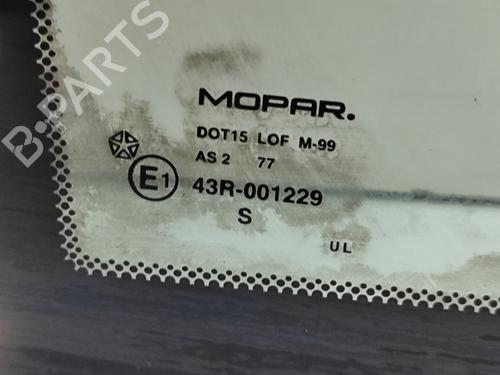 B-PARTS
MOPAR.
DOT15 LOF M-99
AS 2 77
E1 43R-001229
S
UL